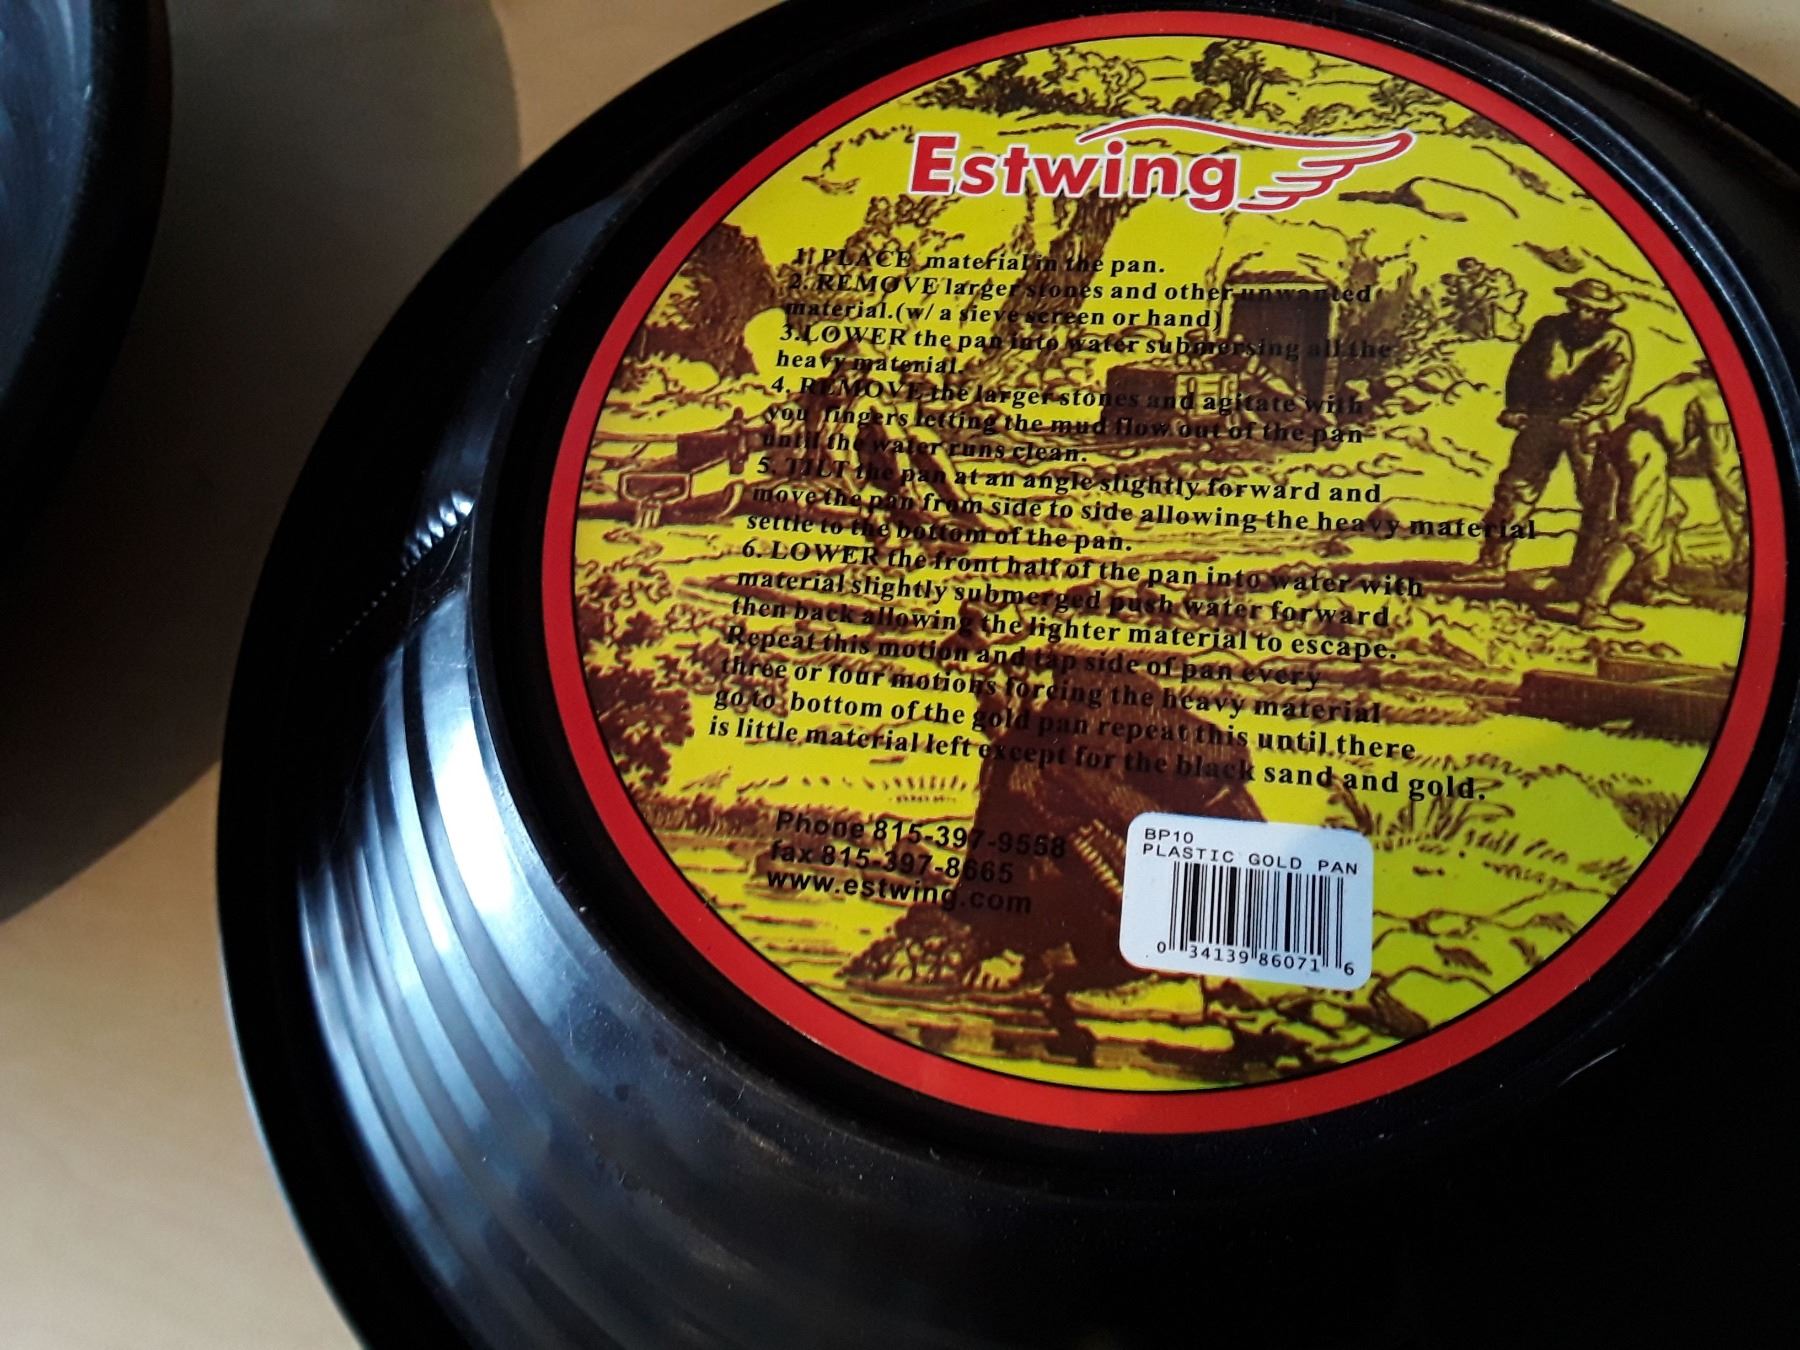 Estwing
1. PLACE material in the pan.
2. REMOVE larger stones and other unwanted
material.(w/ a sieve screen or hand)
3.LOWER the pan into water submersing all the
heavy material.
4. REMOVE the larger stones and agitate with
you fingers letting the mud flow out of the pan
until the water runs clean.
5. TILT the pan at an angle slightly forward and
move the pan from side to side allowing the heavy material
settle to the bottom of the pan.
6. LOWER the front half of the pan into water with
material slightly submerged push water forward
then back allowing the lighter material to escape.
Repeat this motion and tap side of pan every
three or four motions forcing the heavy material
go to bottom of the gold pan repeat this until there
is little material left except for the black sand and gold.
Phone 815-397-9558
fax 815-397-8665
www.estwing.com
BP10
PLASTIC GOLD PAN
0 34139 86071 6